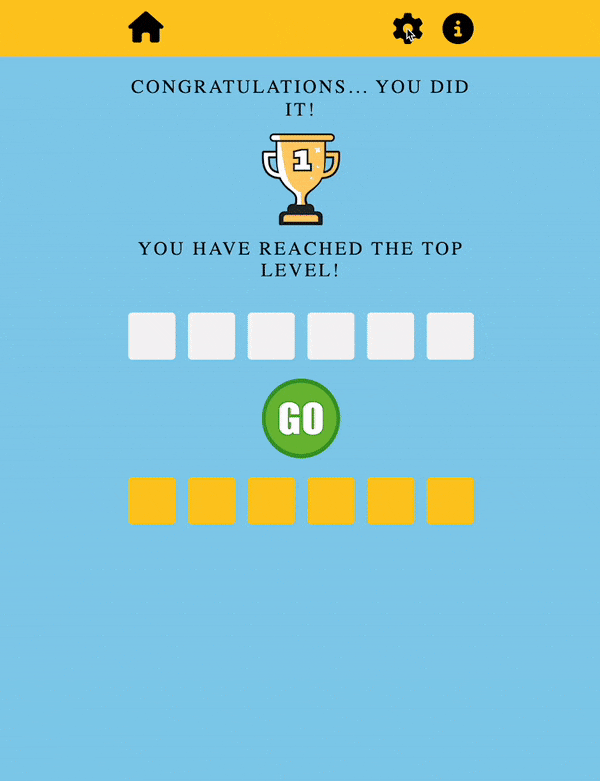 CONGRATULATIONS... YOU DID
IT!
1
YOU HAVE REACHED THE TOP
LEVEL!
GO